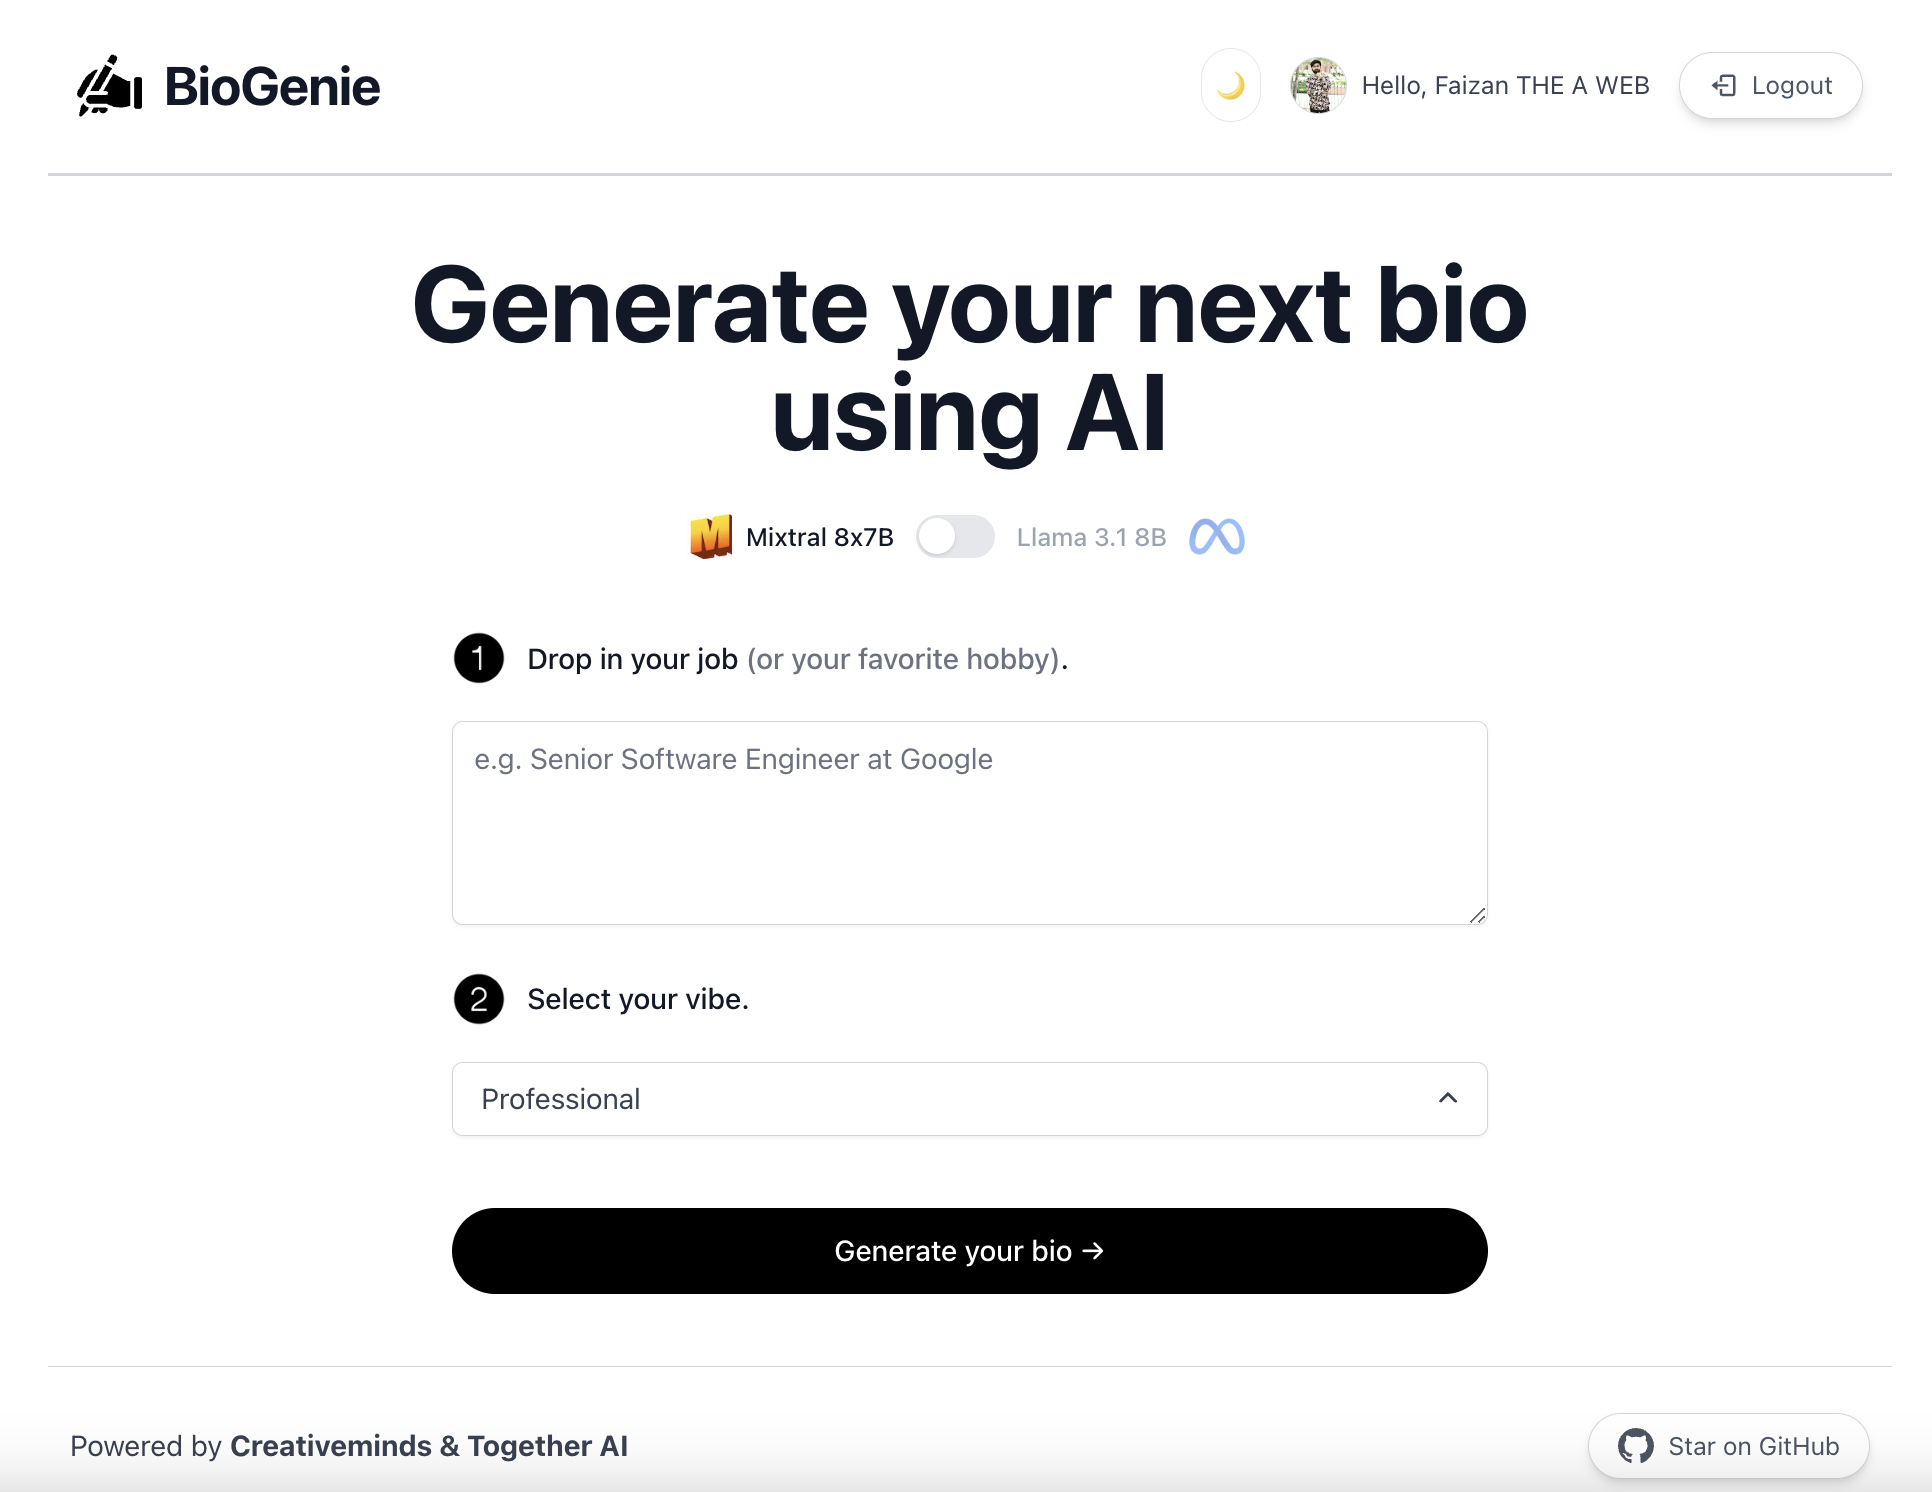 BioGenie
Hello, Faizan THE A WEB
Logout
Generate your next bio
using AI
Mixtral 8x7B
Llama 3.1 8B
1 Drop in your job (or your favorite hobby).
e.g. Senior Software Engineer at Google
2 Select your vibe.
Professional
Generate your bio →
Powered by Creativeminds & Together AI
Star on GitHub